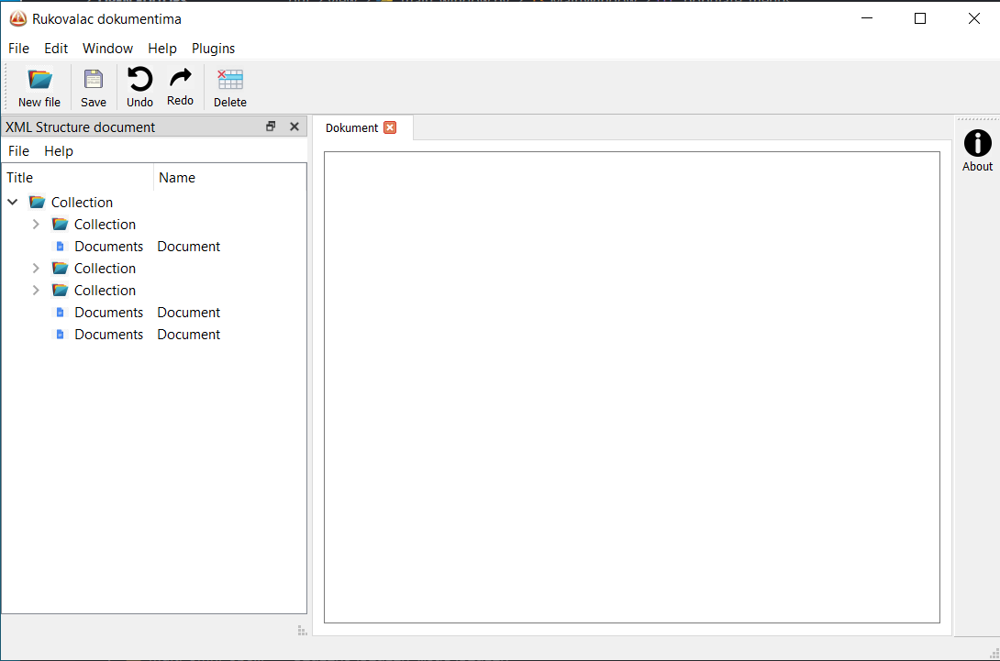 Rukovalac dokumentima
File Edit Window Help Plugins
New file Save Undo Redo Delete
XML Structure document
File Help
Title Name
Collection
Collection
Documents Document
Collection
Collection
Documents Document
Documents Document
Dokument
About